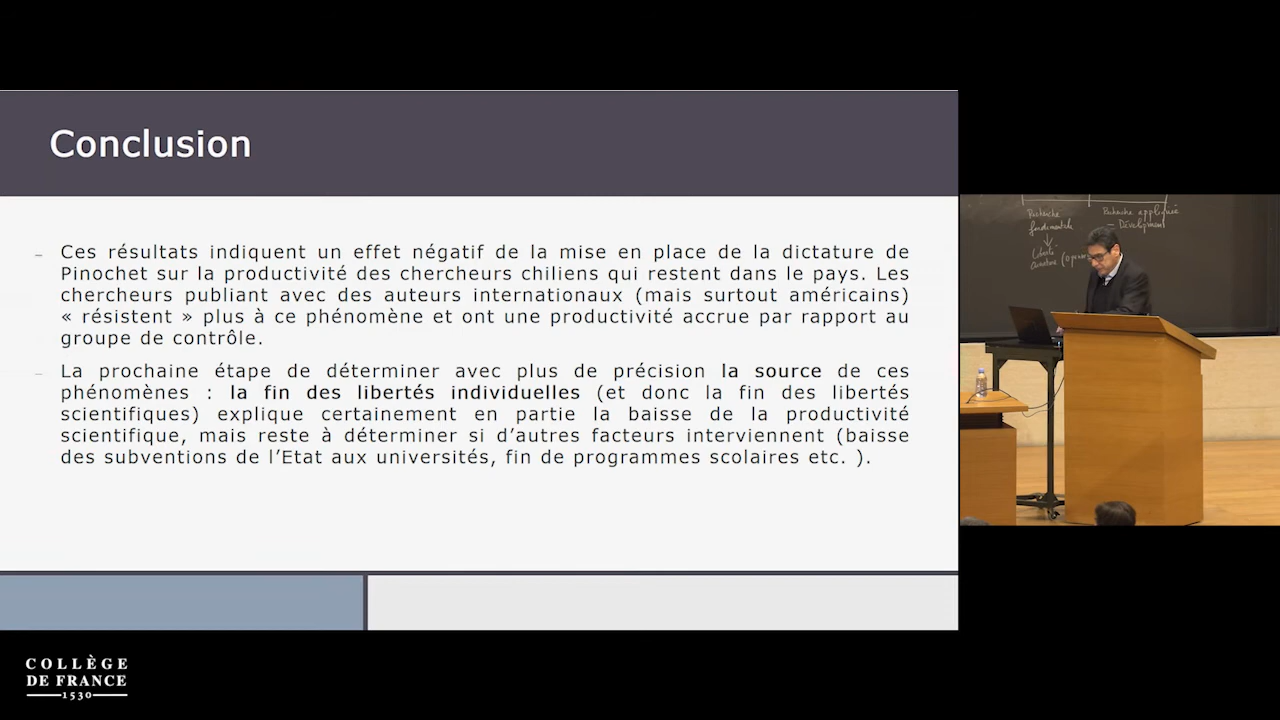 Conclusion
– Ces résultats indiquent un effet négatif de la mise en place de la dictature de
Pinochet sur la productivité des chercheurs chiliens qui restent dans le pays. Les
chercheurs publiant avec des auteurs internationaux (mais surtout américains)
« résistent » plus à ce phénomène et ont une productivité accrue par rapport au
groupe de contrôle.
– La prochaine étape de déterminer avec plus de précision la source de ces
phénomènes : la fin des libertés individuelles (et donc la fin des libertés
scientifiques) explique certainement en partie la baisse de la productivité
scientifique, mais reste à déterminer si d’autres facteurs interviennent (baisse
des subventions de l’Etat aux universités, fin de programmes scolaires etc. ).
Recherche
fondamentale
Recherche appliquée
– Dévelopment
COLLÈGE
DE FRANCE
1530